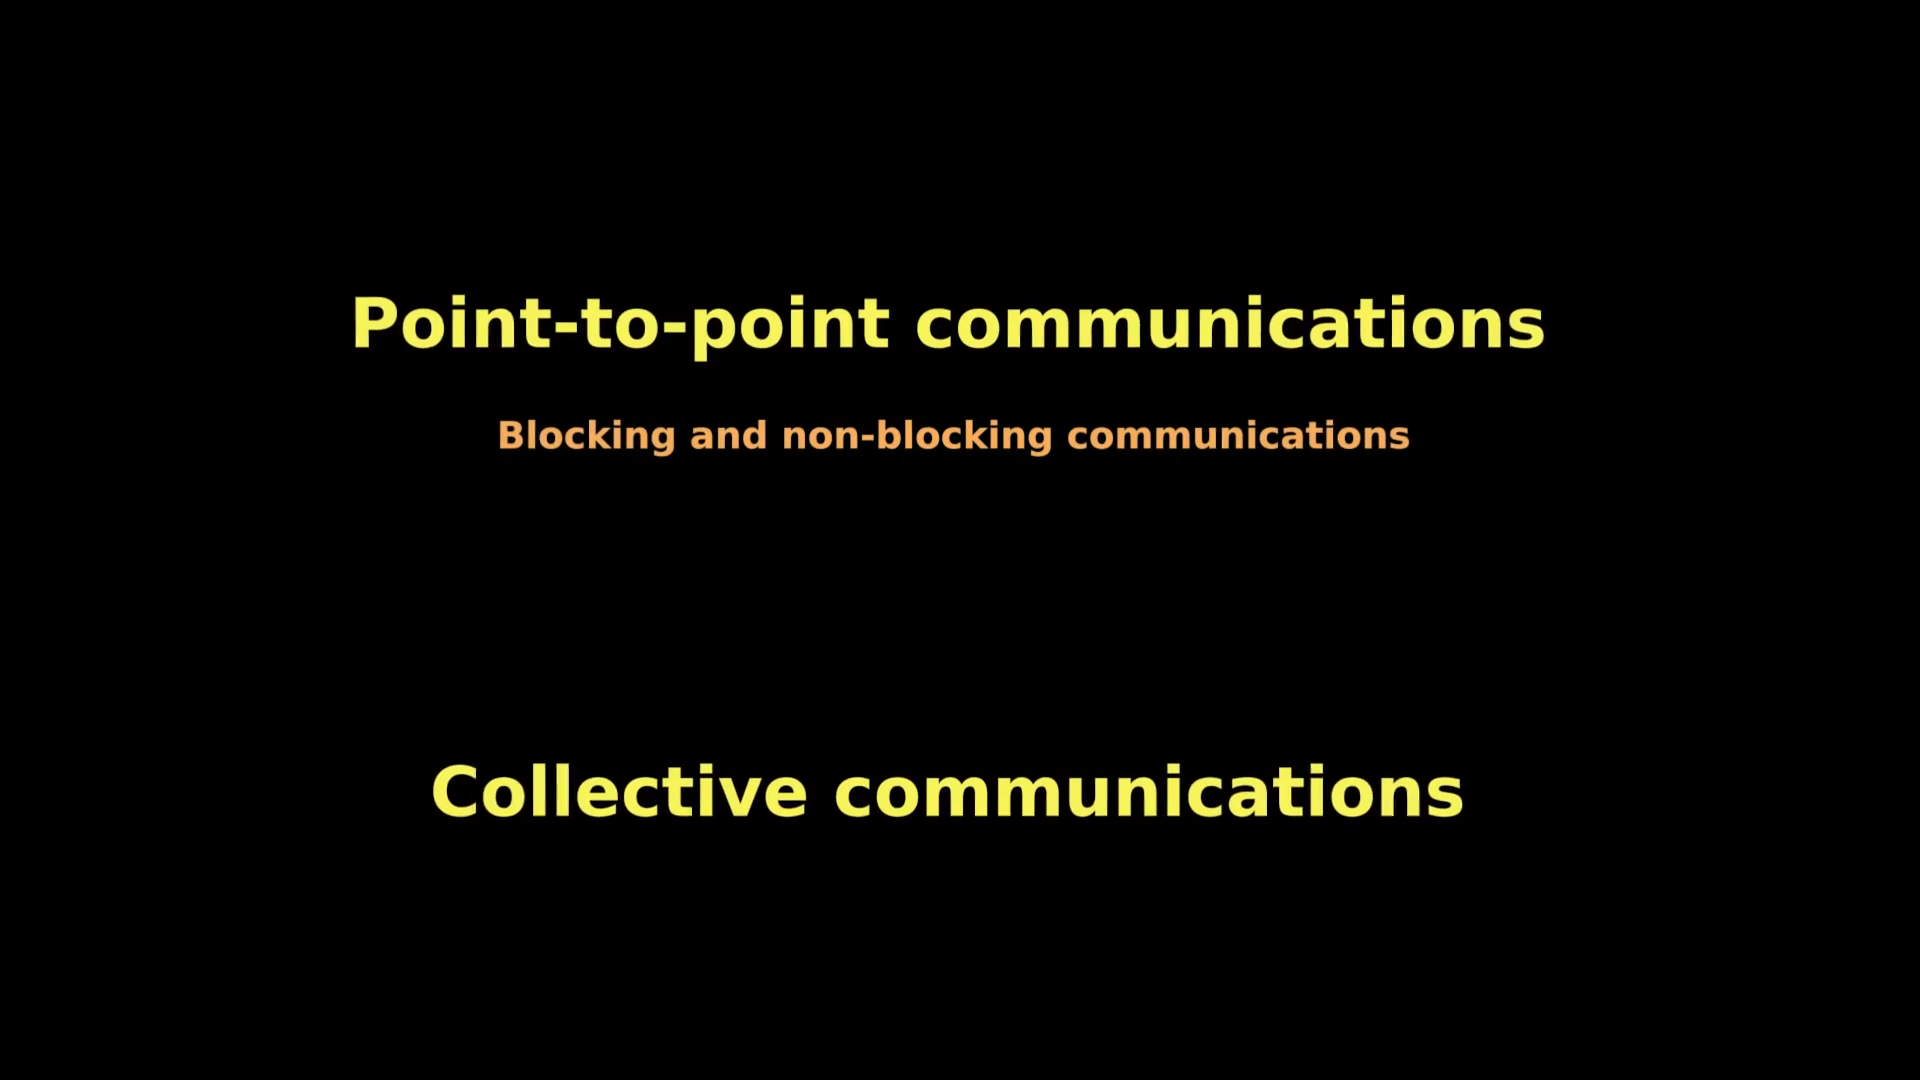 Point-to-point communications
Blocking and non-blocking communications
Collective communications